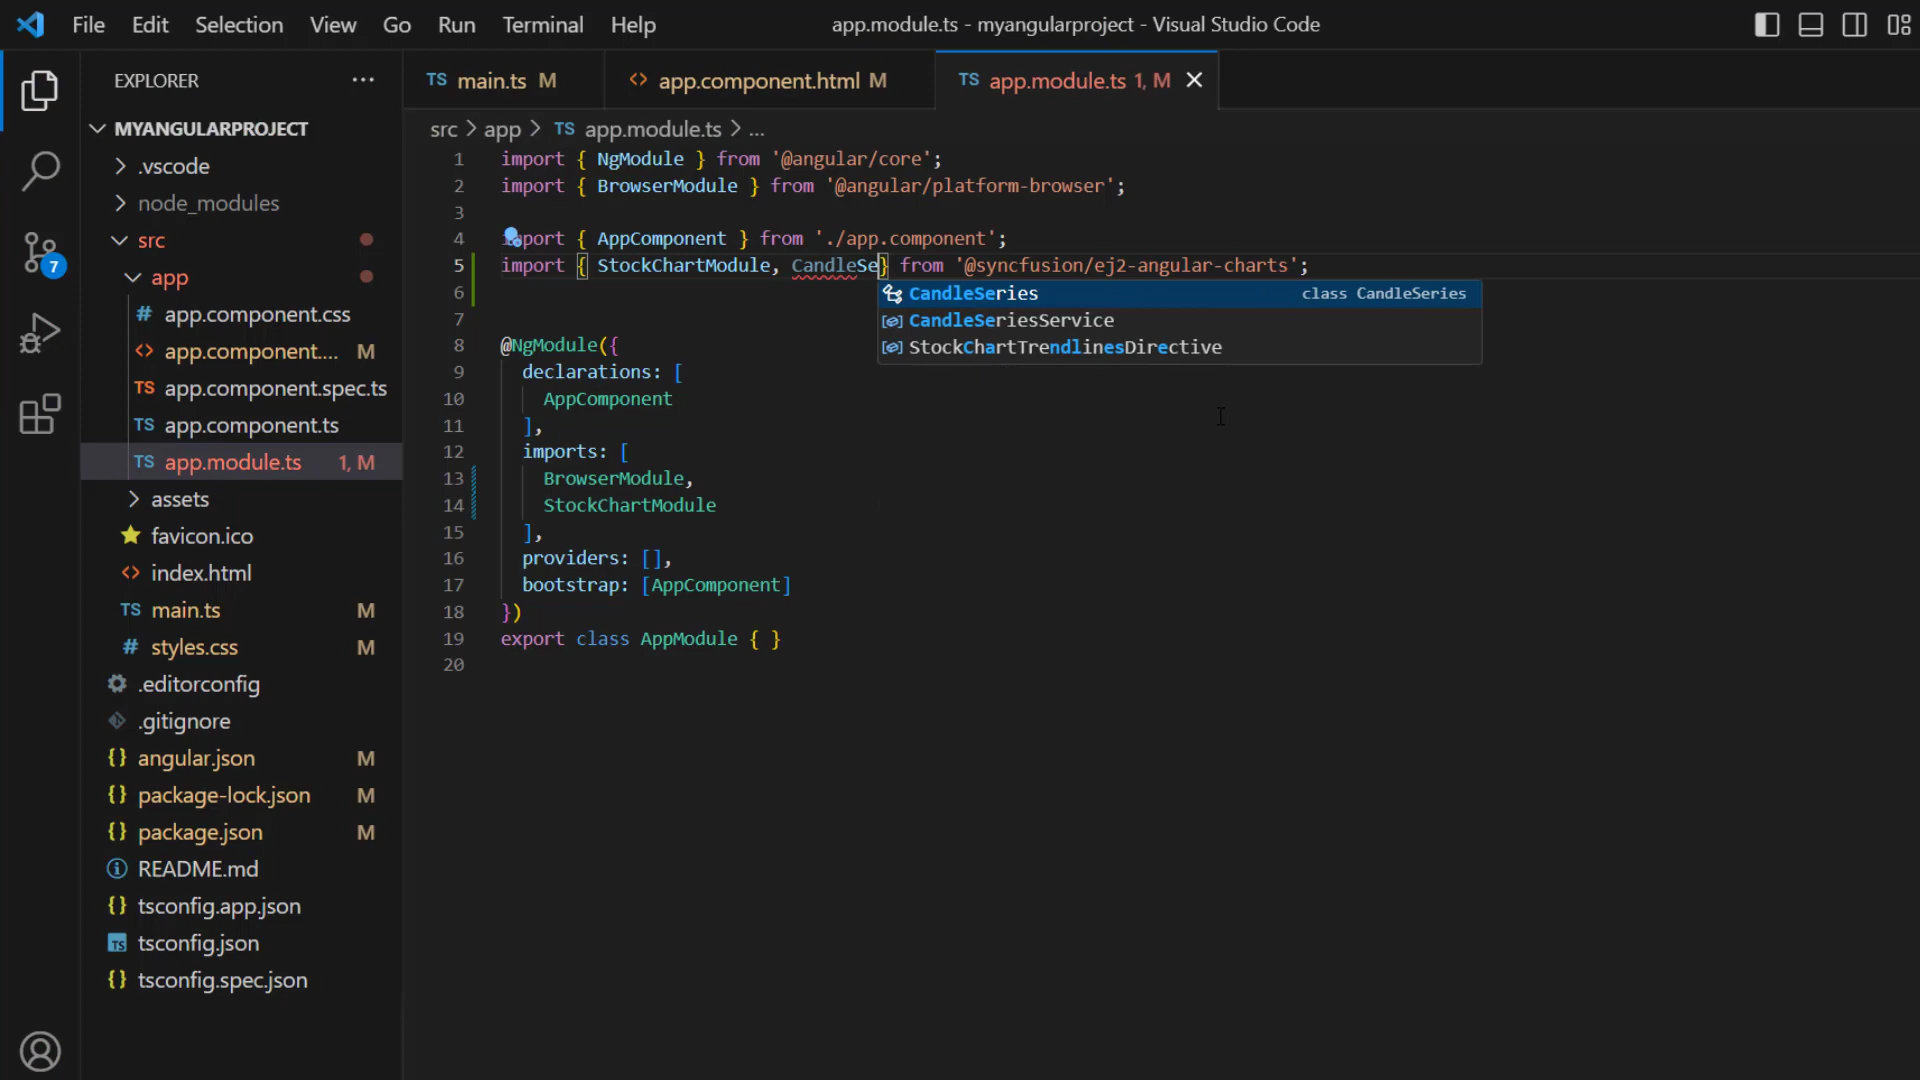 File Edit Selection View Go Run Terminal Help
app.module.ts - myangularproject - Visual Studio Code
EXPLORER ...
MYANGULARPROJECT
.vscode
node_modules
src
app
app.component.css
app.component.... M
app.component.spec.ts
app.component.ts
app.module.ts 1, M
assets
favicon.ico
index.html
main.ts M
styles.css M
.editorconfig
.gitignore
angular.json M
package-lock.json M
package.json M
README.md
tsconfig.app.json
tsconfig.json
tsconfig.spec.json
7
TS main.ts M
<> app.component.html M
TS app.module.ts 1, M
src > app > TS app.module.ts > ...
1 import { NgModule } from '@angular/core';
2 import { BrowserModule } from '@angular/platform-browser';
3
4 import { AppComponent } from './app.component';
5 import { StockChartModule, CandleSe} from '@syncfusion/ej2-angular-charts';
6
7
8 @NgModule({
9 declarations: [
10 AppComponent
11 ],
12 imports: [
13 BrowserModule,
14 StockChartModule
15 ],
16 providers: [],
17 bootstrap: [AppComponent]
18 })
19 export class AppModule { }
20
CandleSeries class CandleSeries
CandleSeriesService
StockChartTrendlinesDirective